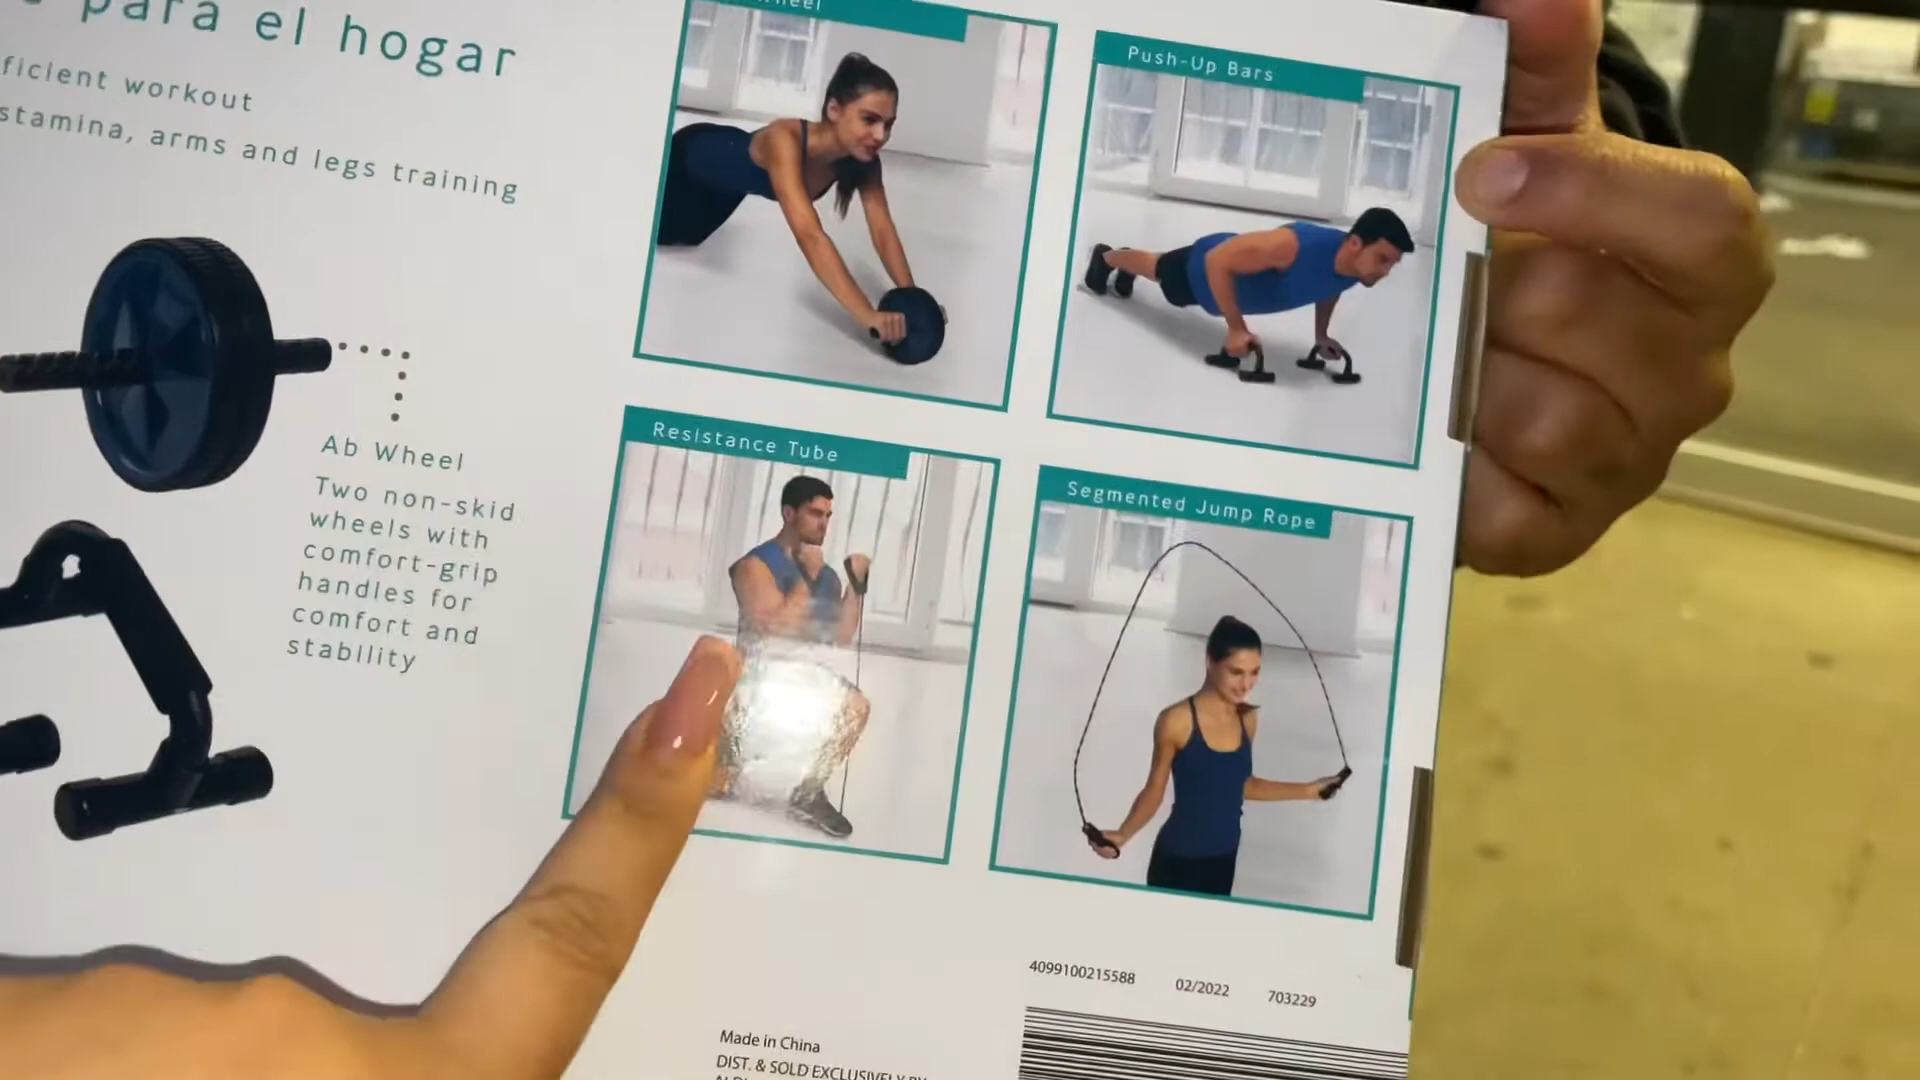 para el hogar
workout
stamina, arms and legs training
Ab Wheel
Two non-skid
wheels with
comfort-grip
handles for
comfort and
stability
Push-Up Bars
Resistance Tube
Segmented Jump Rope
4099100215588 02/2022 703229
Made in China
DIST. & SOLD EXCLUSIVELY BY